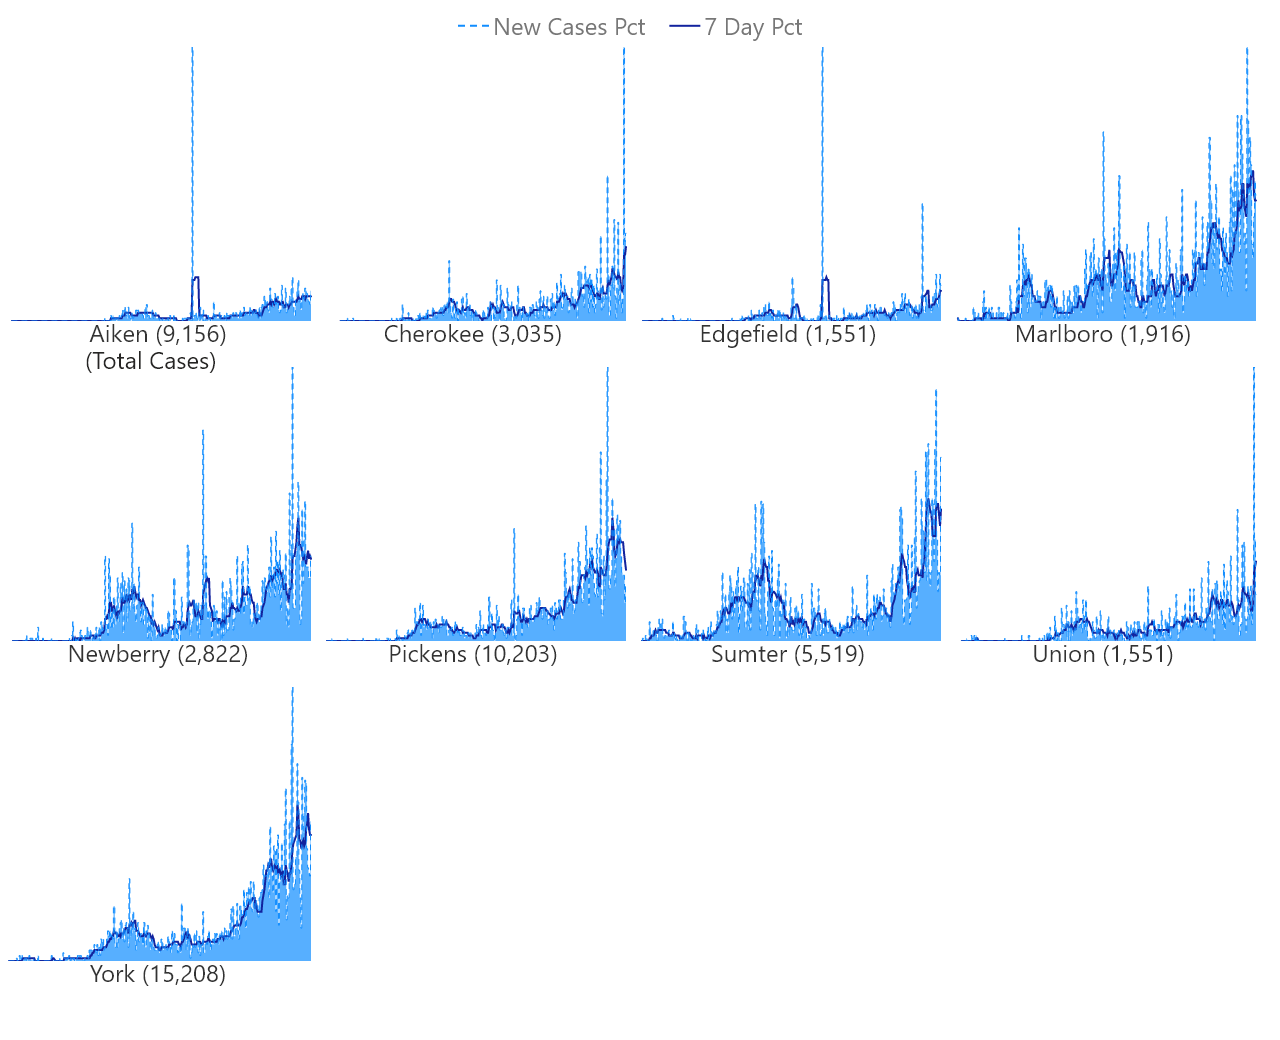 New Cases Pct 7 Day Pct
Aiken (9,156) Cherokee (3,035) Edgefield (1,551) Marlboro (1,916)
(Total Cases)
Newberry (2,822) Pickens (10,203) Sumter (5,519) Union (1,551)
York (15,208)